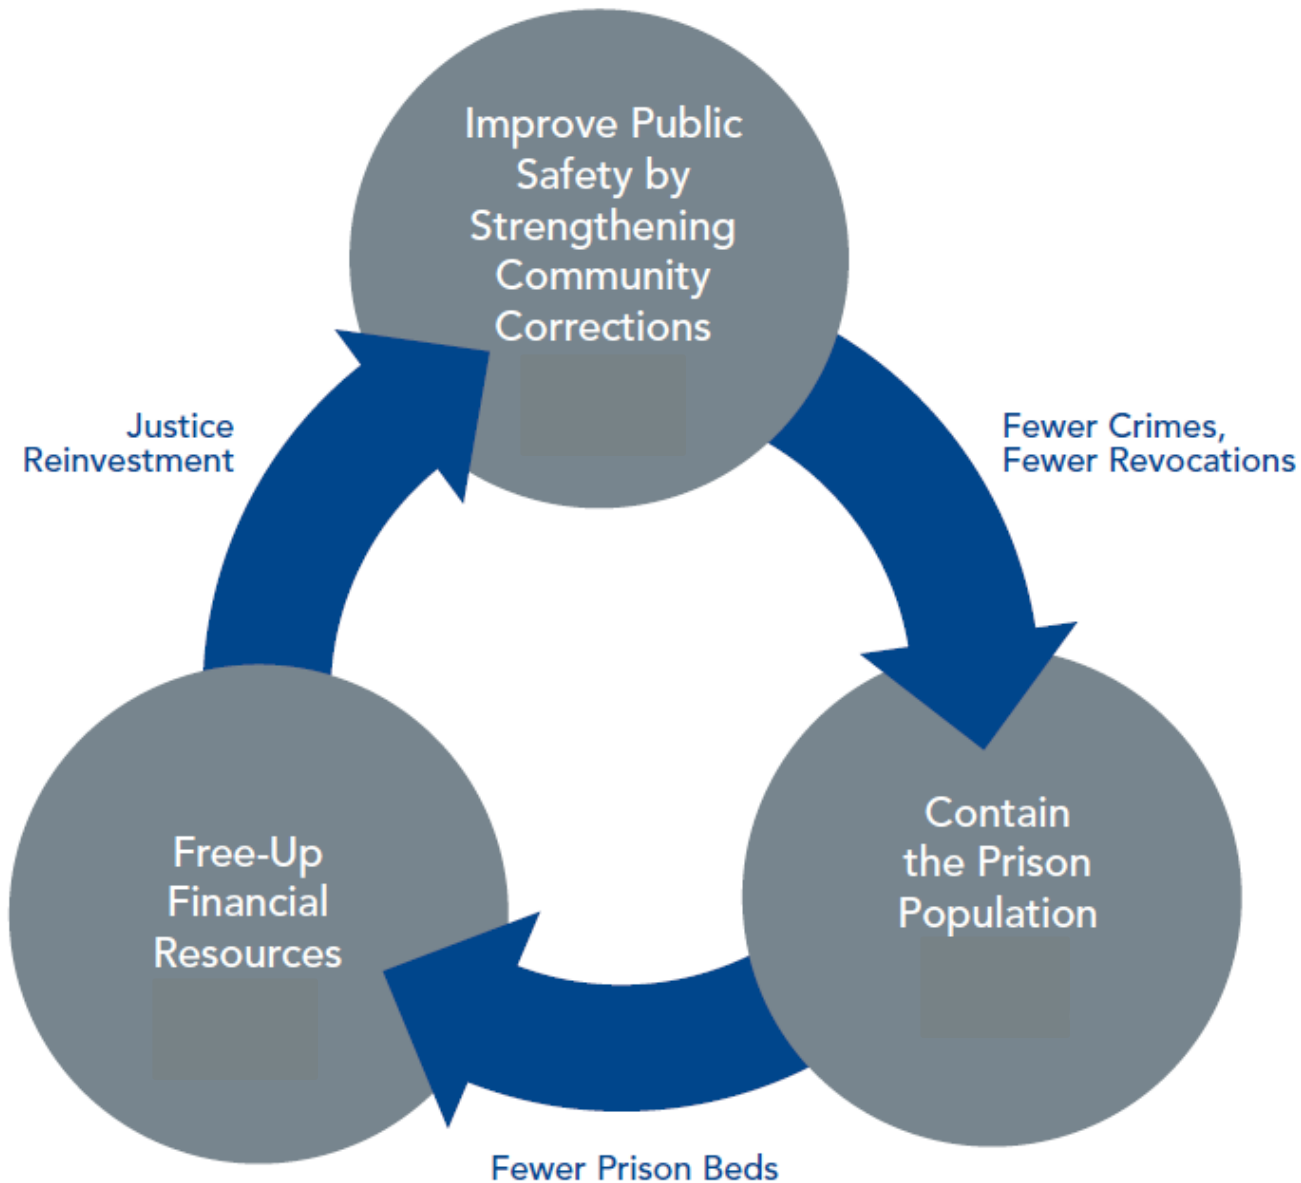 Improve Public
Safety by
Strengthening
Community
Corrections
Justice
Reinvestment
Fewer Crimes,
Fewer Revocations
Contain
the Prison
Population
Free-Up
Financial
Resources
Fewer Prison Beds